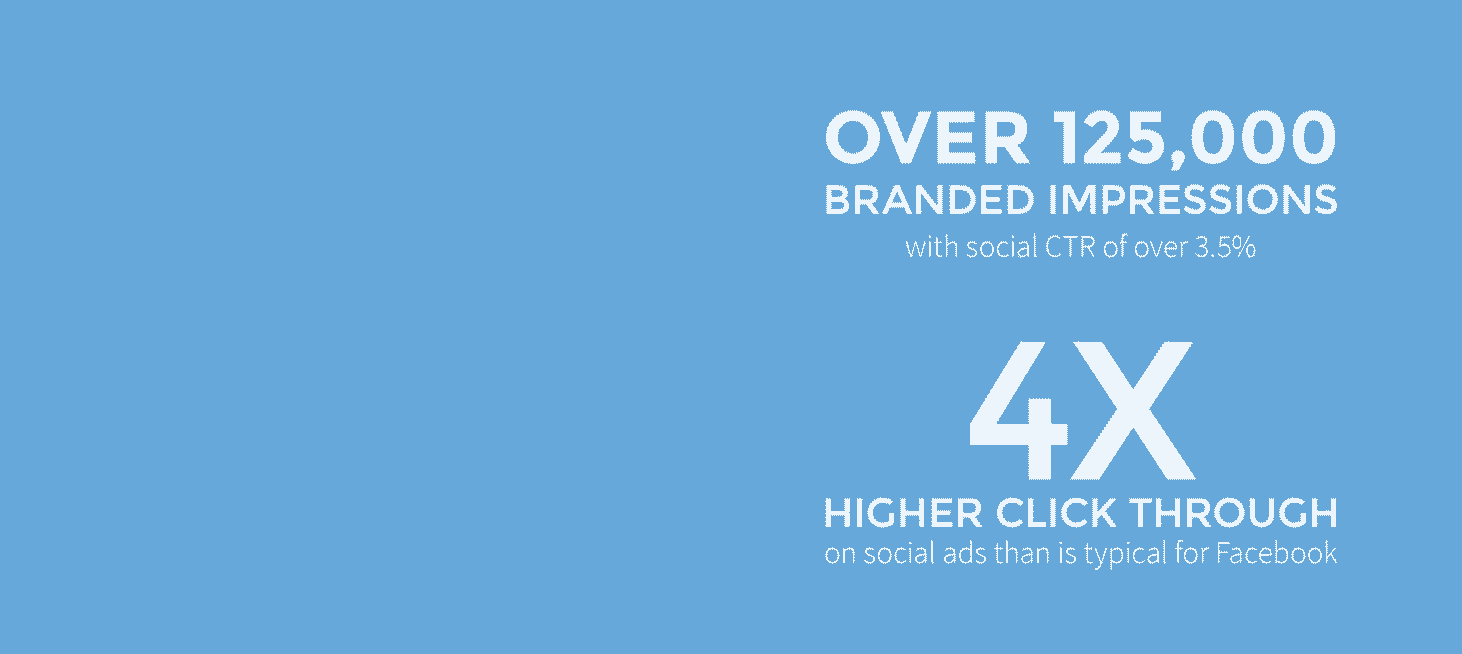 OVER 125,000
BRANDED IMPRESSIONS
with social CTR of over 3.5%
4X
HIGHER CLICK THROUGH
on social ads than is typical for Facebook